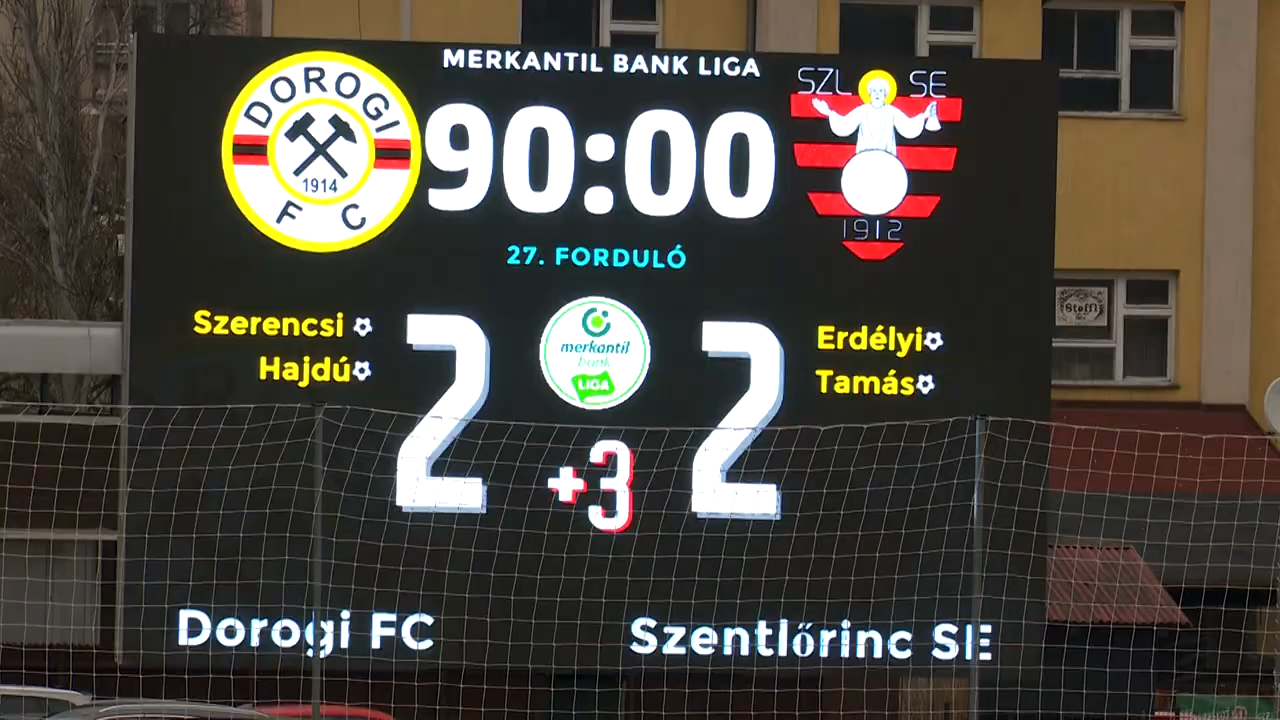 MERKANTIL BANK LIGA
DOROGI
1914
F C
90:00
SZL SE
1912
27. FORDULÓ
Szerencsi
Hajdú
2
merkantil
bank
LIGA
2
Erdélyi
Tamás
+3
Dorogi FC
Szentlőrinc SE
Stoffl